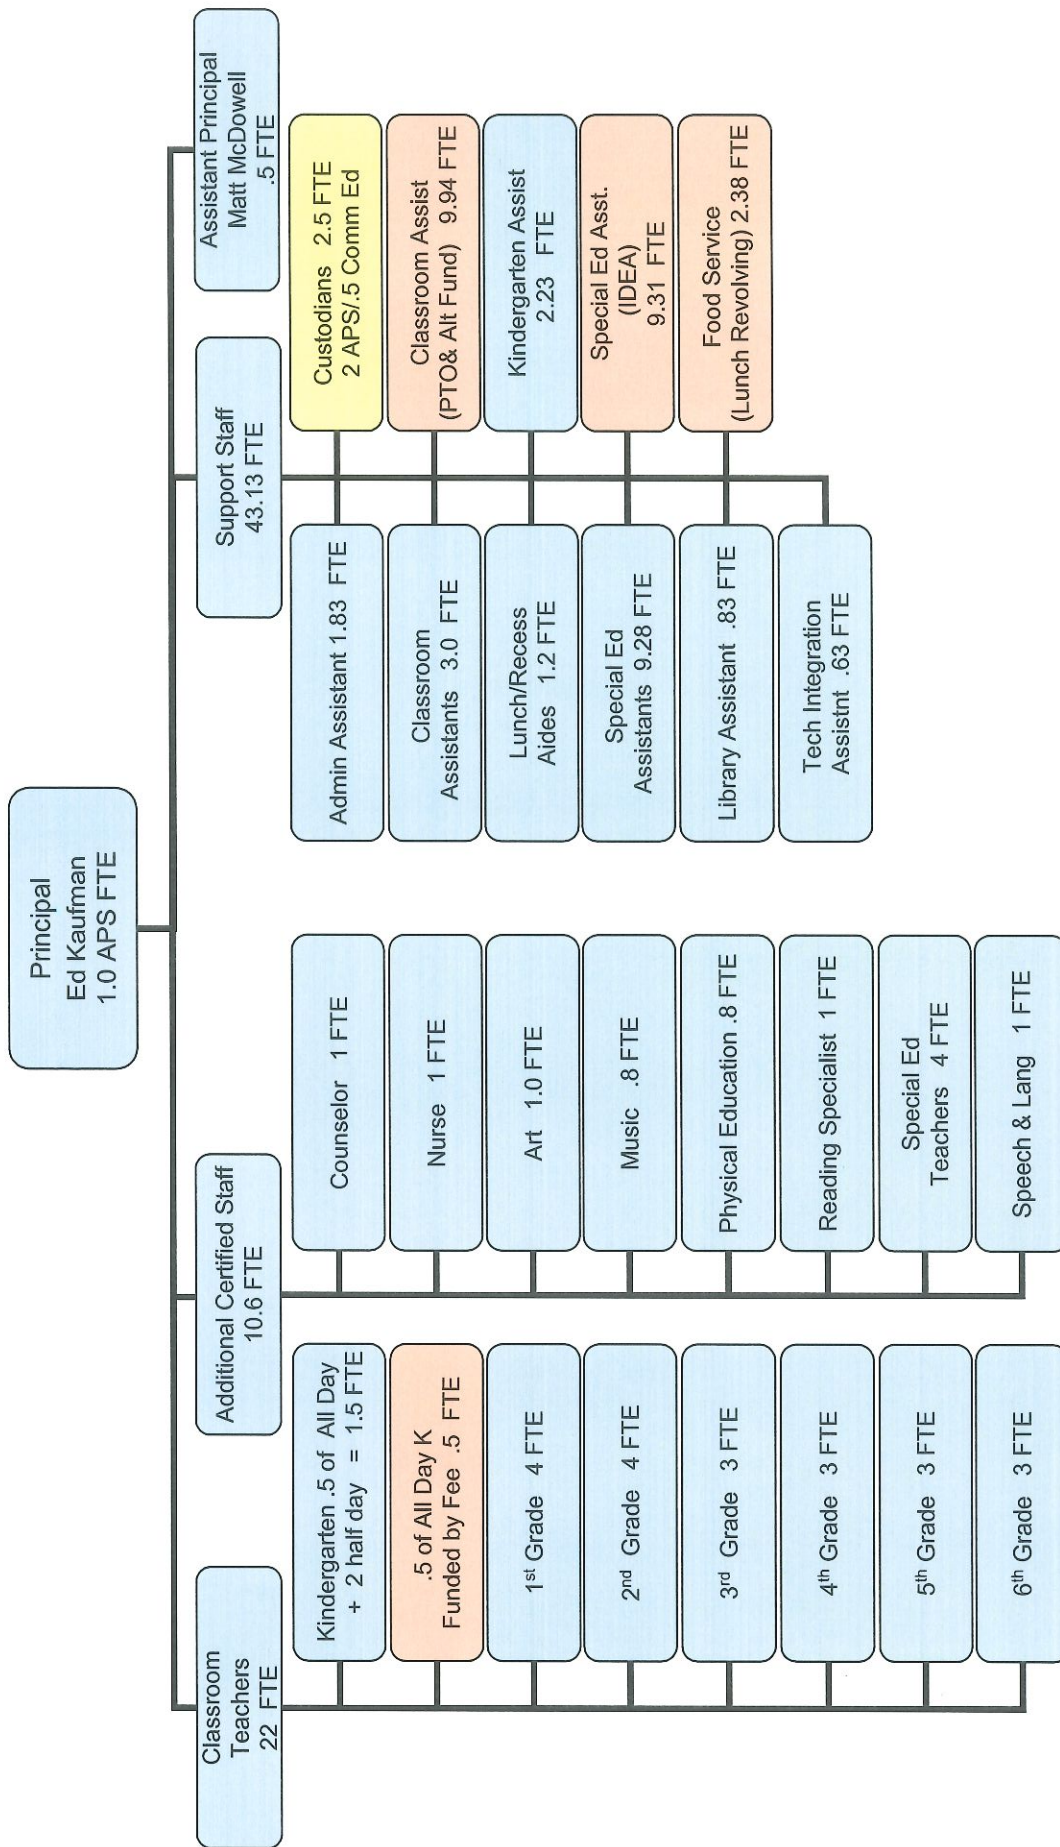 Principal
Ed Kaufman
1.0 APS FTE
Classroom
Teachers
22 FTE
Additional Certified Staff
10.6 FTE
Support Staff
43.13 FTE
Assistant Principal
Matt McDowell
.5 FTE
Kindergarten .5 of All Day
+ 2 half day = 1.5 FTE
.5 of All Day K
Funded by Fee .5 FTE
1st Grade 4 FTE
2nd Grade 4 FTE
3rd Grade 3 FTE
4th Grade 3 FTE
5th Grade 3 FTE
6th Grade 3 FTE
Counselor 1 FTE
Nurse 1 FTE
Art 1.0 FTE
Music .8 FTE
Physical Education .8 FTE
Reading Specialist 1 FTE
Special Ed
Teachers 4 FTE
Speech & Lang 1 FTE
Admin Assistant 1.83 FTE
Classroom
Assistants 3.0 FTE
Lunch/Recess
Aides 1.2 FTE
Special Ed
Assistants 9.28 FTE
Library Assistant .83 FTE
Tech Integration
Assistnt .63 FTE
Custodians 2.5 FTE
2 APS/.5 Comm Ed
Classroom Assist
(PTO& Alt Fund) 9.94 FTE
Kindergarten Assist
2.23 FTE
Special Ed Asst.
(IDEA)
9.31 FTE
Food Service
(Lunch Revolving) 2.38 FTE